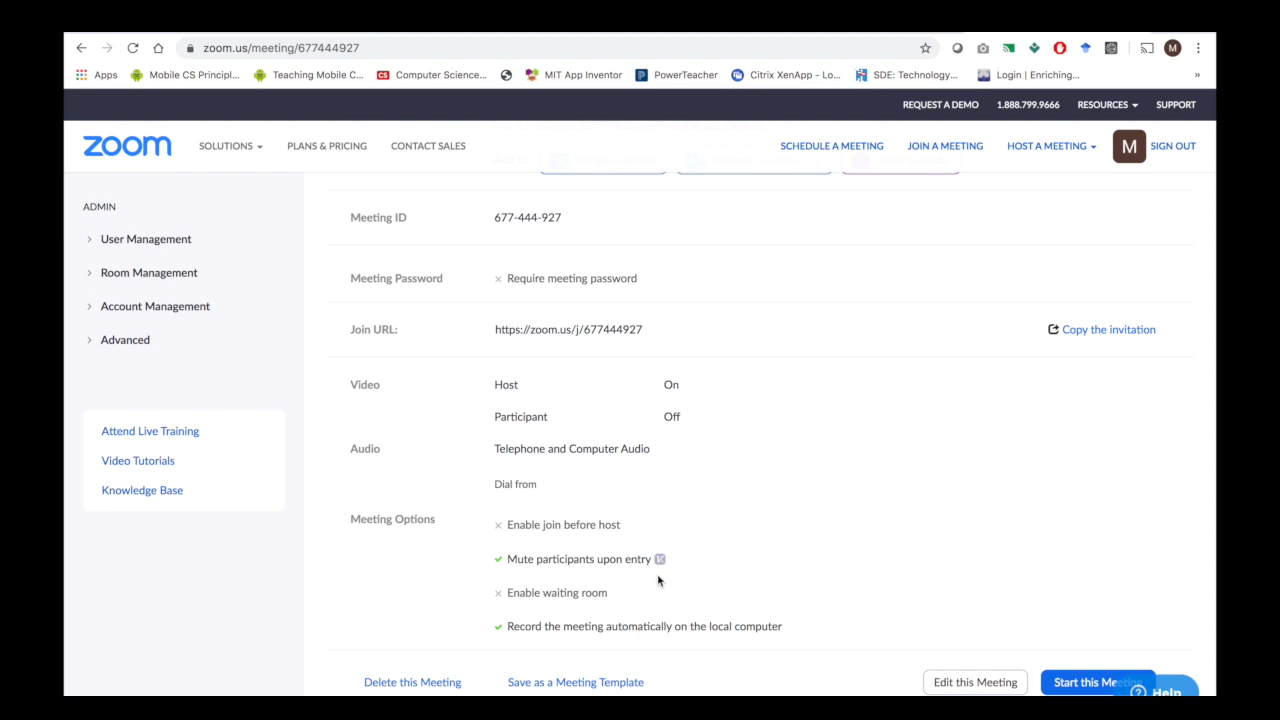 zoom.us/meeting/677444927
M
Apps Mobile CS Principl... Teaching Mobile C... CS Computer Science... MIT App Inventor PowerTeacher Citrix XenApp - Lo... SDE: Technology... Login | Enriching... »
REQUEST A DEMO 1.888.799.9666 RESOURCES SUPPORT
zoom SOLUTIONS PLANS & PRICING CONTACT SALES SCHEDULE A MEETING JOIN A MEETING HOST A MEETING M SIGN OUT
ADMIN
User Management
Room Management
Account Management
Advanced
Attend Live Training
Video Tutorials
Knowledge Base
Meeting ID 677-444-927
Meeting Password Require meeting password
Join URL: https://zoom.us/j/677444927 Copy the invitation
Video Host On
Participant Off
Audio Telephone and Computer Audio
Dial from
Meeting Options Enable join before host
Mute participants upon entry
Enable waiting room
Record the meeting automatically on the local computer
Delete this Meeting Save as a Meeting Template Edit this Meeting Start this Me
Help